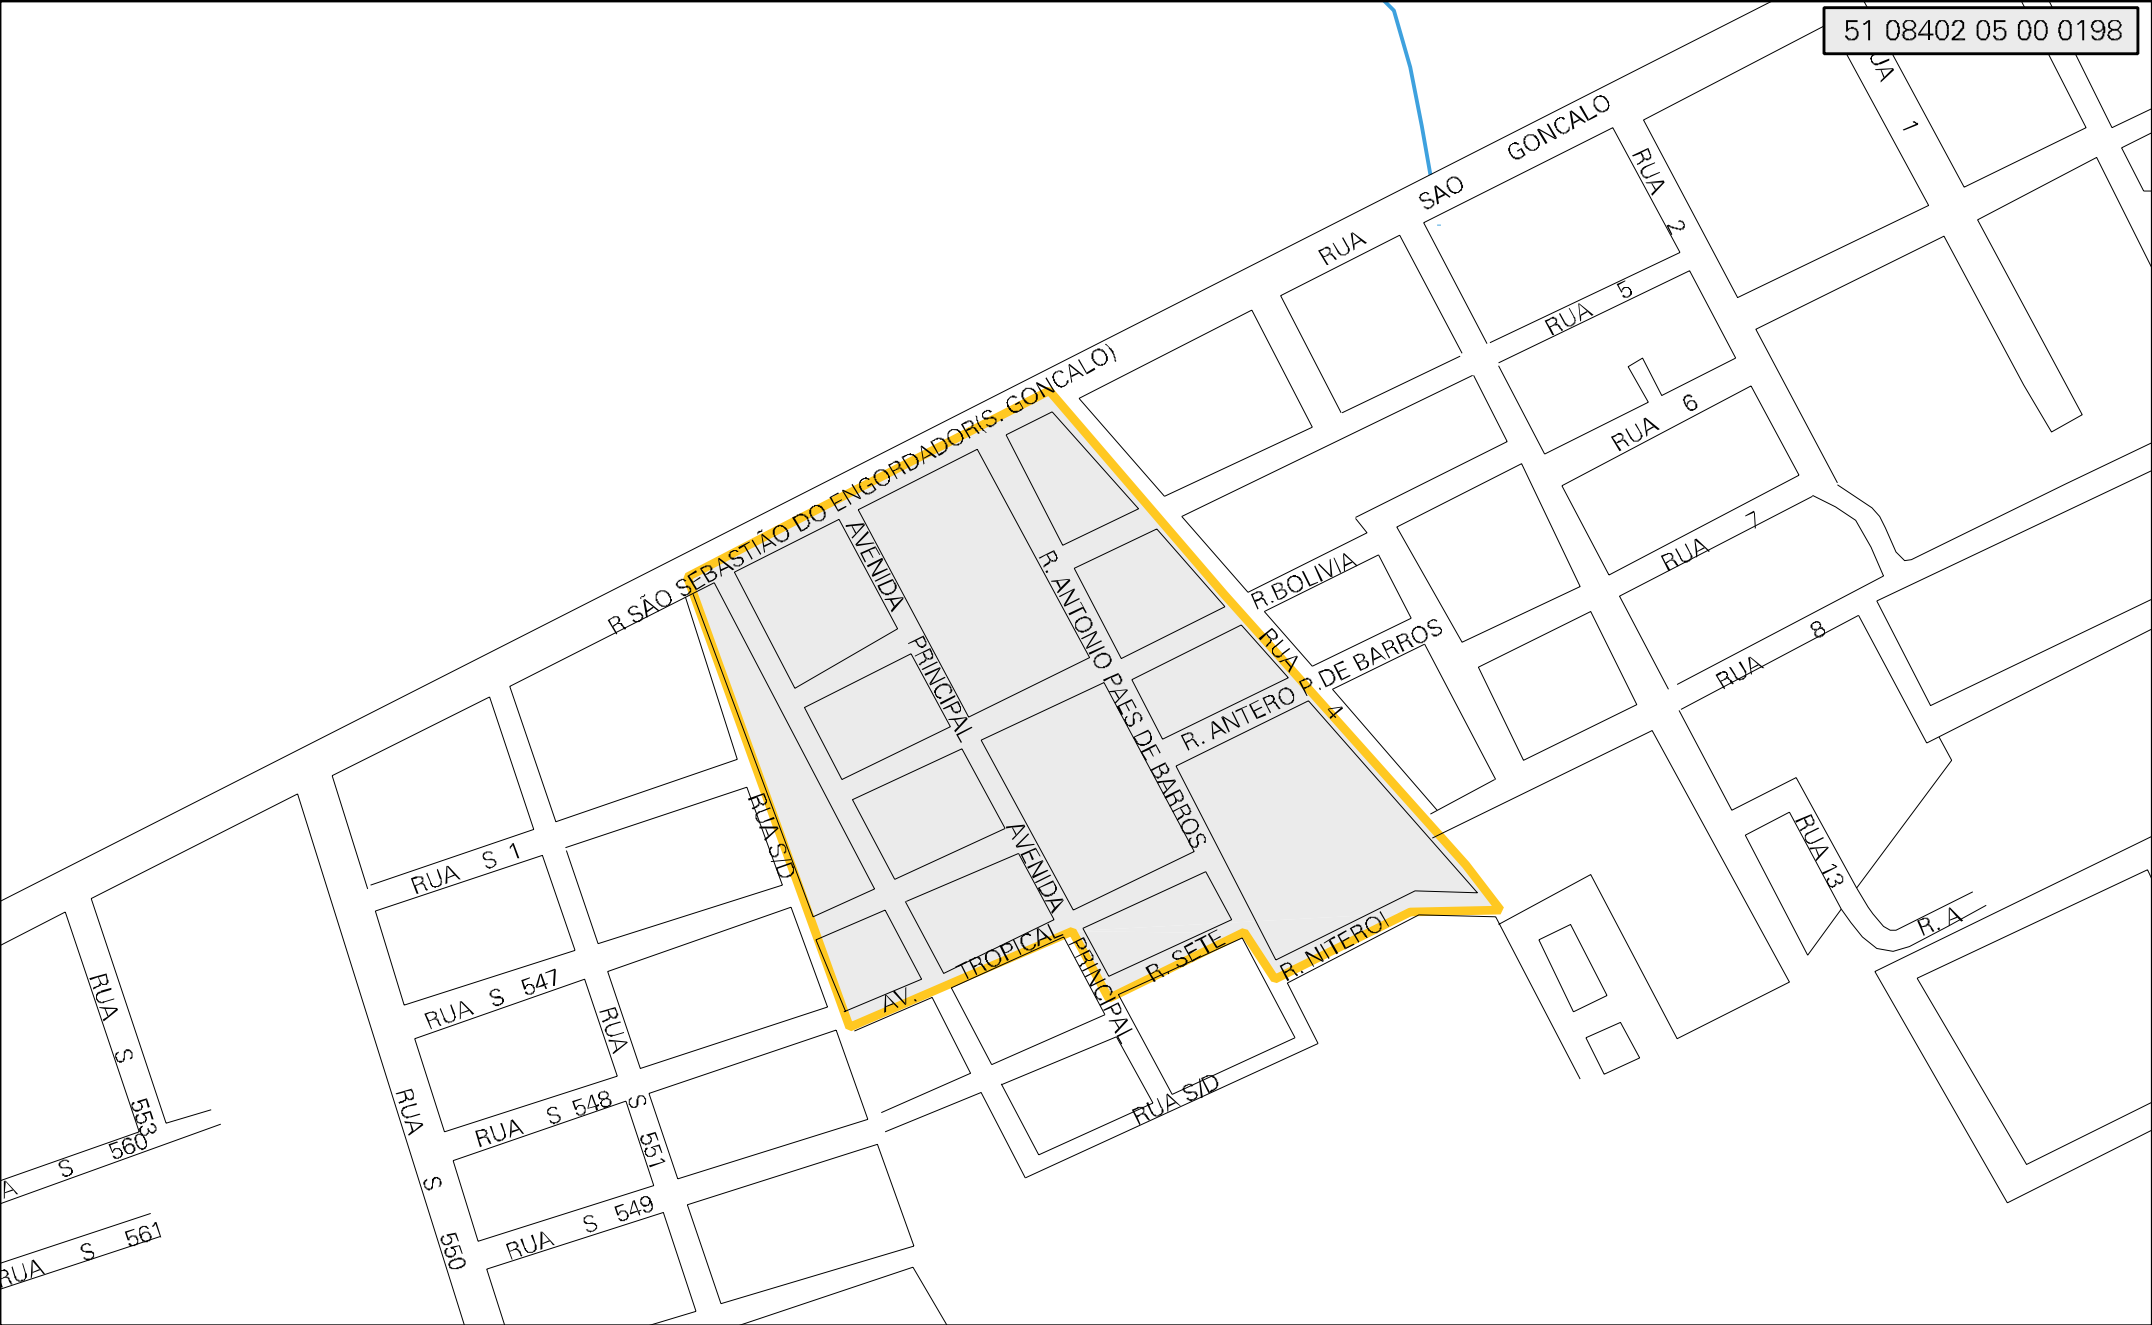 51 08402 05 00 0198
RUA 1
RUA SAO GONCALO
RUA 2
RUA 5
RUA 6
RUA 7
RUA 8
R. SÃO SEBASTIÃO DO ENGORDADOR(S. GONCALO)
AVENIDA PRINCIPAL
R. ANTONIO PAES DE BARROS
R.BOLIVIA
RUA 4
R. ANTERO P.DE BARROS
RUA S/D
AVENIDA PRINCIPAL
AV. TROPICAL
R. SETE
R. NITEROI
RUA S/D
RUA 13
R. A
RUA S 1
RUA S 547
RUA S 548
RUA S 549
RUA S 550
RUA S 551
RUA S 553
A S 560
RUA S 561